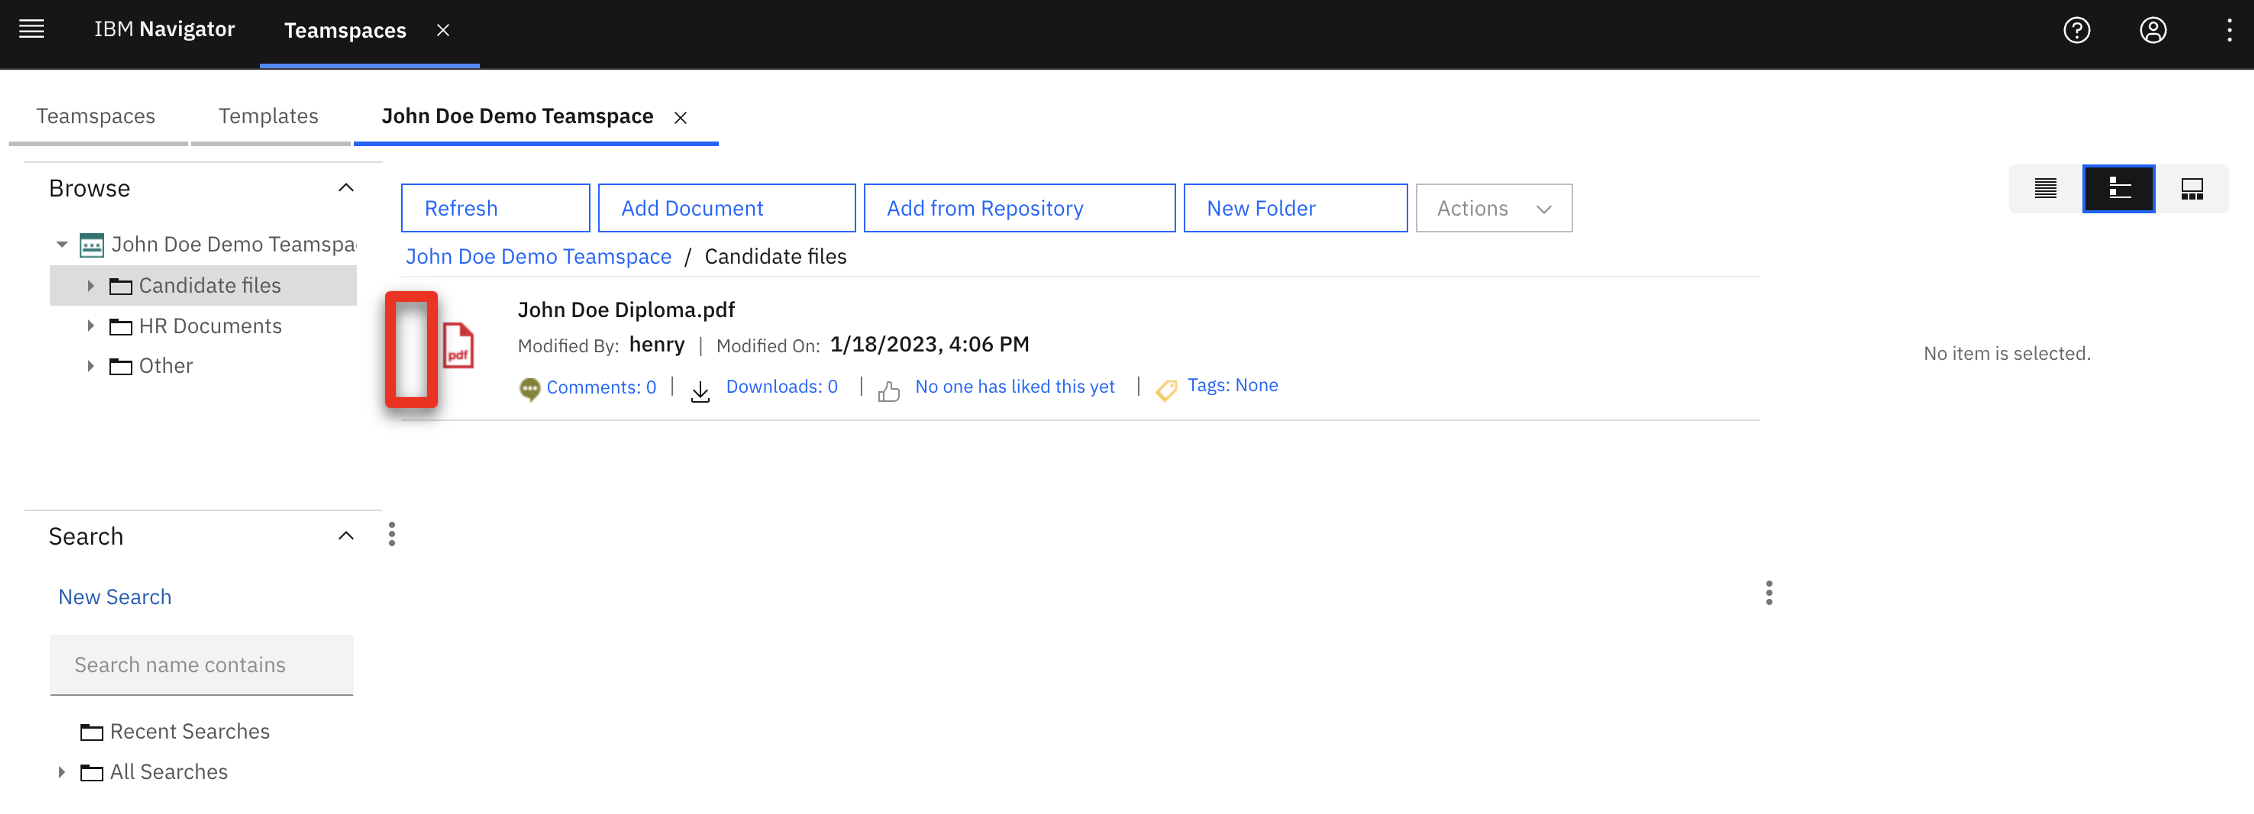 IBM Navigator
Teamspaces
Teamspaces
Templates
John Doe Demo Teamspace
Browse
John Doe Demo Teamspa
Candidate files
HR Documents
Other
Refresh
Add Document
Add from Repository
New Folder
Actions
John Doe Demo Teamspace / Candidate files
pdf
John Doe Diploma.pdf
Modified By: henry | Modified On: 1/18/2023, 4:06 PM
Comments: 0 | Downloads: 0 | No one has liked this yet | Tags: None
No item is selected.
Search
New Search
Search name contains
Recent Searches
All Searches